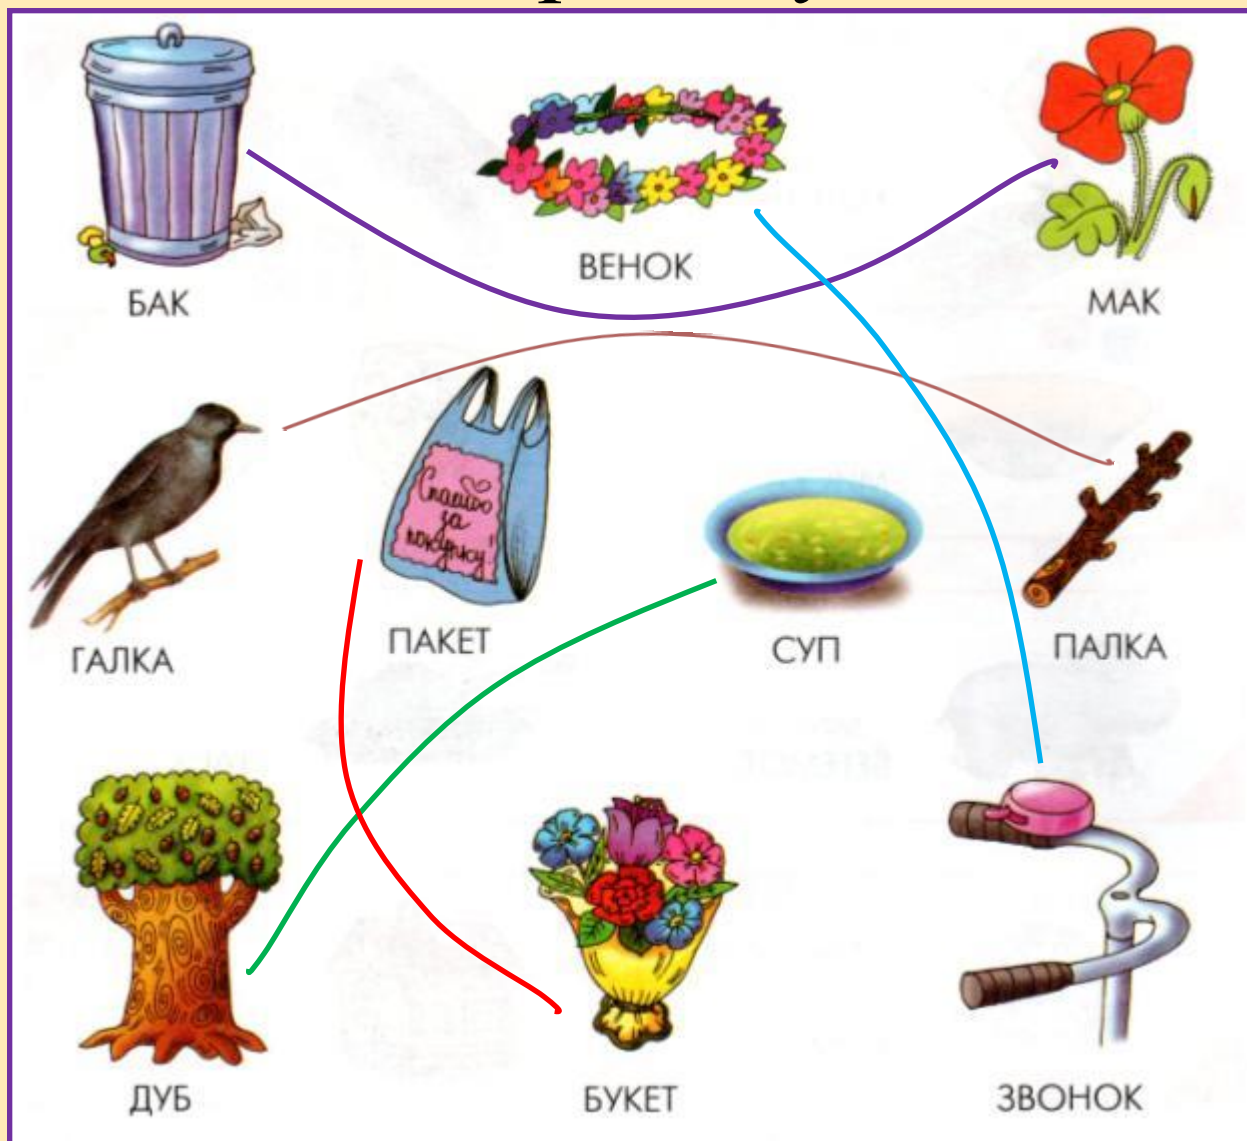 БАК
ВЕНОК
МАК
Спасибо
за
покупку!
ГАЛКА
ПАКЕТ
СУП
ПАЛКА
ДУБ
БУКЕТ
ЗВОНОК